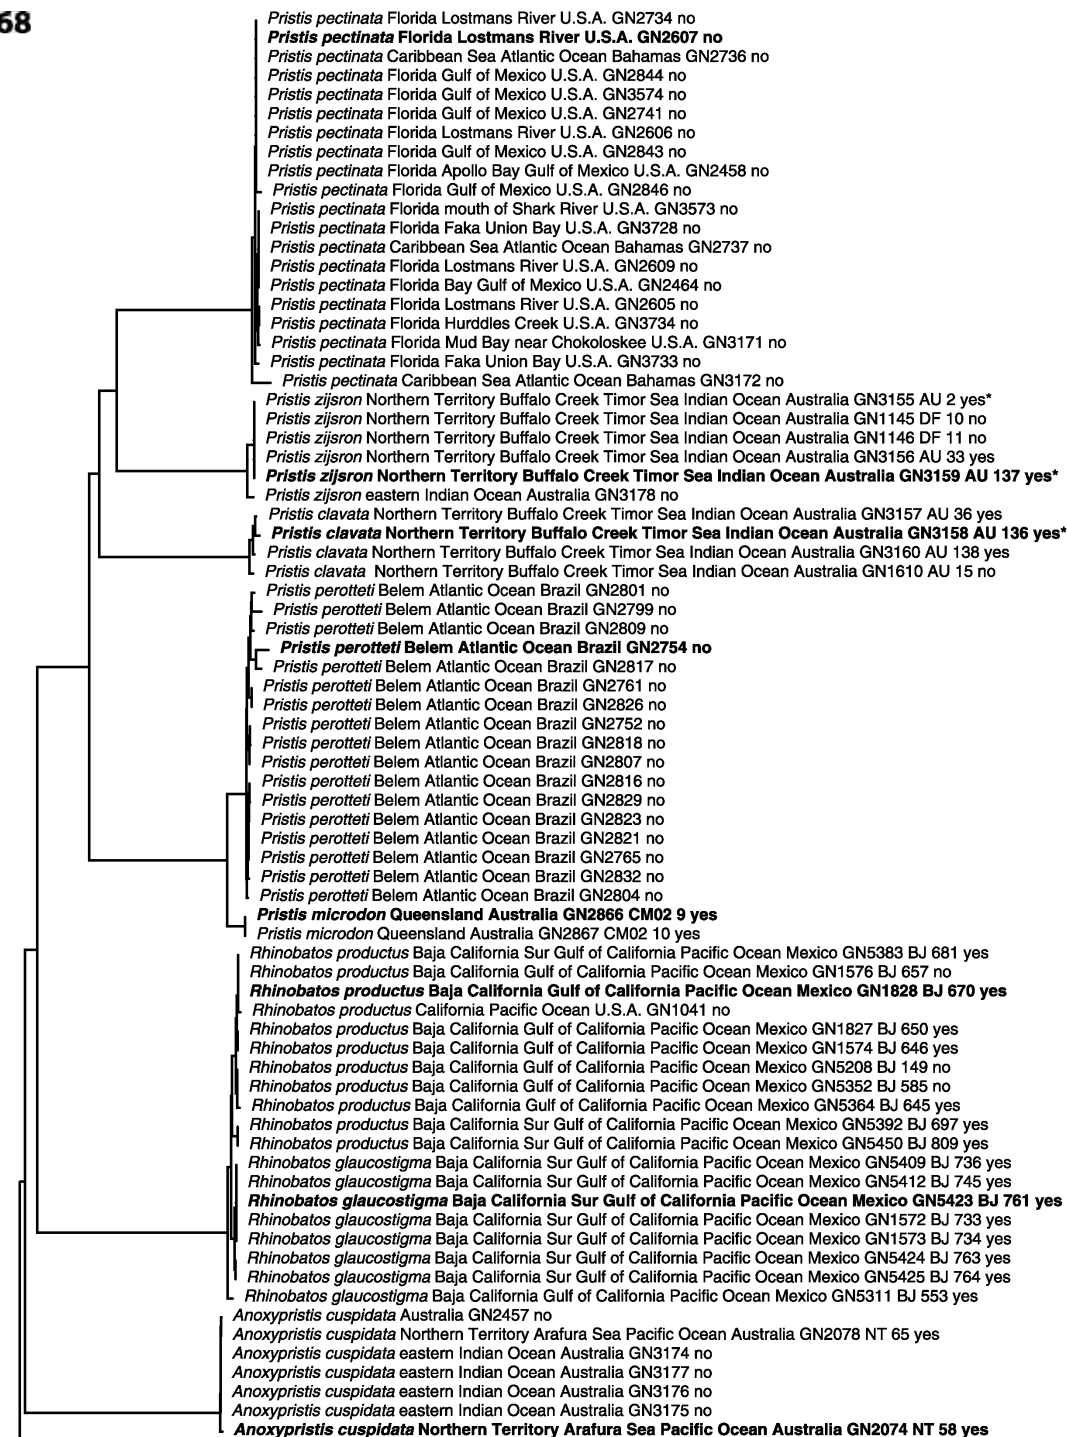 68
Pristis pectinata Florida Lostmans River U.S.A. GN2734 no
Pristis pectinata Florida Lostmans River U.S.A. GN2607 no
Pristis pectinata Caribbean Sea Atlantic Ocean Bahamas GN2736 no
Pristis pectinata Florida Gulf of Mexico U.S.A. GN2844 no
Pristis pectinata Florida Gulf of Mexico U.S.A. GN3574 no
Pristis pectinata Florida Gulf of Mexico U.S.A. GN2741 no
Pristis pectinata Florida Lostmans River U.S.A. GN2606 no
Pristis pectinata Florida Gulf of Mexico U.S.A. GN2843 no
Pristis pectinata Florida Apollo Bay Gulf of Mexico U.S.A. GN2458 no
Pristis pectinata Florida Gulf of Mexico U.S.A. GN2846 no
Pristis pectinata Florida mouth of Shark River U.S.A. GN3573 no
Pristis pectinata Florida Faka Union Bay U.S.A. GN3728 no
Pristis pectinata Caribbean Sea Atlantic Ocean Bahamas GN2737 no
Pristis pectinata Florida Lostmans River U.S.A. GN2609 no
Pristis pectinata Florida Bay Gulf of Mexico U.S.A. GN2464 no
Pristis pectinata Florida Lostmans River U.S.A. GN2605 no
Pristis pectinata Florida Hurddles Creek U.S.A. GN3734 no
Pristis pectinata Florida Mud Bay near Chokoloskee U.S.A. GN3171 no
Pristis pectinata Florida Faka Union Bay U.S.A. GN3733 no
Pristis pectinata Caribbean Sea Atlantic Ocean Bahamas GN3172 no
Pristis zijsron Northern Territory Buffalo Creek Timor Sea Indian Ocean Australia GN3155 AU 2 yes*
Pristis zijsron Northern Territory Buffalo Creek Timor Sea Indian Ocean Australia GN1145 DF 10 no
Pristis zijsron Northern Territory Buffalo Creek Timor Sea Indian Ocean Australia GN1146 DF 11 no
Pristis zijsron Northern Territory Buffalo Creek Timor Sea Indian Ocean Australia GN3156 AU 33 yes
Pristis zijsron Northern Territory Buffalo Creek Timor Sea Indian Ocean Australia GN3159 AU 137 yes*
Pristis zijsron eastern Indian Ocean Australia GN3178 no
Pristis clavata Northern Territory Buffalo Creek Timor Sea Indian Ocean Australia GN3157 AU 36 yes
Pristis clavata Northern Territory Buffalo Creek Timor Sea Indian Ocean Australia GN3158 AU 136 yes*
Pristis clavata Northern Territory Buffalo Creek Timor Sea Indian Ocean Australia GN3160 AU 138 yes
Pristis clavata Northern Territory Buffalo Creek Timor Sea Indian Ocean Australia GN1610 AU 15 no
Pristis perotteti Belem Atlantic Ocean Brazil GN2801 no
Pristis perotteti Belem Atlantic Ocean Brazil GN2799 no
Pristis perotteti Belem Atlantic Ocean Brazil GN2809 no
Pristis perotteti Belem Atlantic Ocean Brazil GN2754 no
Pristis perotteti Belem Atlantic Ocean Brazil GN2817 no
Pristis perotteti Belem Atlantic Ocean Brazil GN2761 no
Pristis perotteti Belem Atlantic Ocean Brazil GN2826 no
Pristis perotteti Belem Atlantic Ocean Brazil GN2752 no
Pristis perotteti Belem Atlantic Ocean Brazil GN2818 no
Pristis perotteti Belem Atlantic Ocean Brazil GN2807 no
Pristis perotteti Belem Atlantic Ocean Brazil GN2816 no
Pristis perotteti Belem Atlantic Ocean Brazil GN2829 no
Pristis perotteti Belem Atlantic Ocean Brazil GN2823 no
Pristis perotteti Belem Atlantic Ocean Brazil GN2821 no
Pristis perotteti Belem Atlantic Ocean Brazil GN2765 no
Pristis perotteti Belem Atlantic Ocean Brazil GN2832 no
Pristis perotteti Belem Atlantic Ocean Brazil GN2804 no
Pristis microdon Queensland Australia GN2866 CM02 9 yes
Pristis microdon Queensland Australia GN2867 CM02 10 yes
Rhinobatos productus Baja California Sur Gulf of California Pacific Ocean Mexico GN5383 BJ 681 yes
Rhinobatos productus Baja California Gulf of California Pacific Ocean Mexico GN1576 BJ 657 no
Rhinobatos productus Baja California Gulf of California Pacific Ocean Mexico GN1828 BJ 670 yes
Rhinobatos productus California Pacific Ocean U.S.A. GN1041 no
Rhinobatos productus Baja California Gulf of California Pacific Ocean Mexico GN1827 BJ 650 yes
Rhinobatos productus Baja California Gulf of California Pacific Ocean Mexico GN1574 BJ 646 yes
Rhinobatos productus Baja California Gulf of California Pacific Ocean Mexico GN5208 BJ 149 no
Rhinobatos productus Baja California Gulf of California Pacific Ocean Mexico GN5352 BJ 585 no
Rhinobatos productus Baja California Gulf of California Pacific Ocean Mexico GN5364 BJ 645 yes
Rhinobatos productus Baja California Sur Gulf of California Pacific Ocean Mexico GN5392 BJ 697 yes
Rhinobatos productus Baja California Sur Gulf of California Pacific Ocean Mexico GN5450 BJ 809 yes
Rhinobatos glaucostigma Baja California Sur Gulf of California Pacific Ocean Mexico GN5409 BJ 736 yes
Rhinobatos glaucostigma Baja California Sur Gulf of California Pacific Ocean Mexico GN5412 BJ 745 yes
Rhinobatos glaucostigma Baja California Sur Gulf of California Pacific Ocean Mexico GN5423 BJ 761 yes
Rhinobatos glaucostigma Baja California Sur Gulf of California Pacific Ocean Mexico GN1572 BJ 733 yes
Rhinobatos glaucostigma Baja California Sur Gulf of California Pacific Ocean Mexico GN1573 BJ 734 yes
Rhinobatos glaucostigma Baja California Sur Gulf of California Pacific Ocean Mexico GN5424 BJ 763 yes
Rhinobatos glaucostigma Baja California Sur Gulf of California Pacific Ocean Mexico GN5425 BJ 764 yes
Rhinobatos glaucostigma Baja California Gulf of California Pacific Ocean Mexico GN5311 BJ 553 yes
Anoxypristis cuspidata Australia GN2457 no
Anoxypristis cuspidata Northern Territory Arafura Sea Pacific Ocean Australia GN2078 NT 65 yes
Anoxypristis cuspidata eastern Indian Ocean Australia GN3174 no
Anoxypristis cuspidata eastern Indian Ocean Australia GN3177 no
Anoxypristis cuspidata eastern Indian Ocean Australia GN3176 no
Anoxypristis cuspidata eastern Indian Ocean Australia GN3175 no
Anoxypristis cuspidata Northern Territory Arafura Sea Pacific Ocean Australia GN2074 NT 58 yes